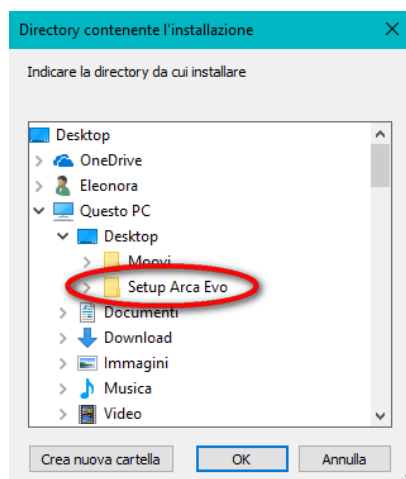 Directory contenente l'installazione
Indicare la directory da cui installare
Desktop
OneDrive
Eleonora
Questo PC
Desktop
Moovi
Setup Arca Evo
Documenti
Download
Immagini
Musica
Video
Crea nuova cartella OK Annulla